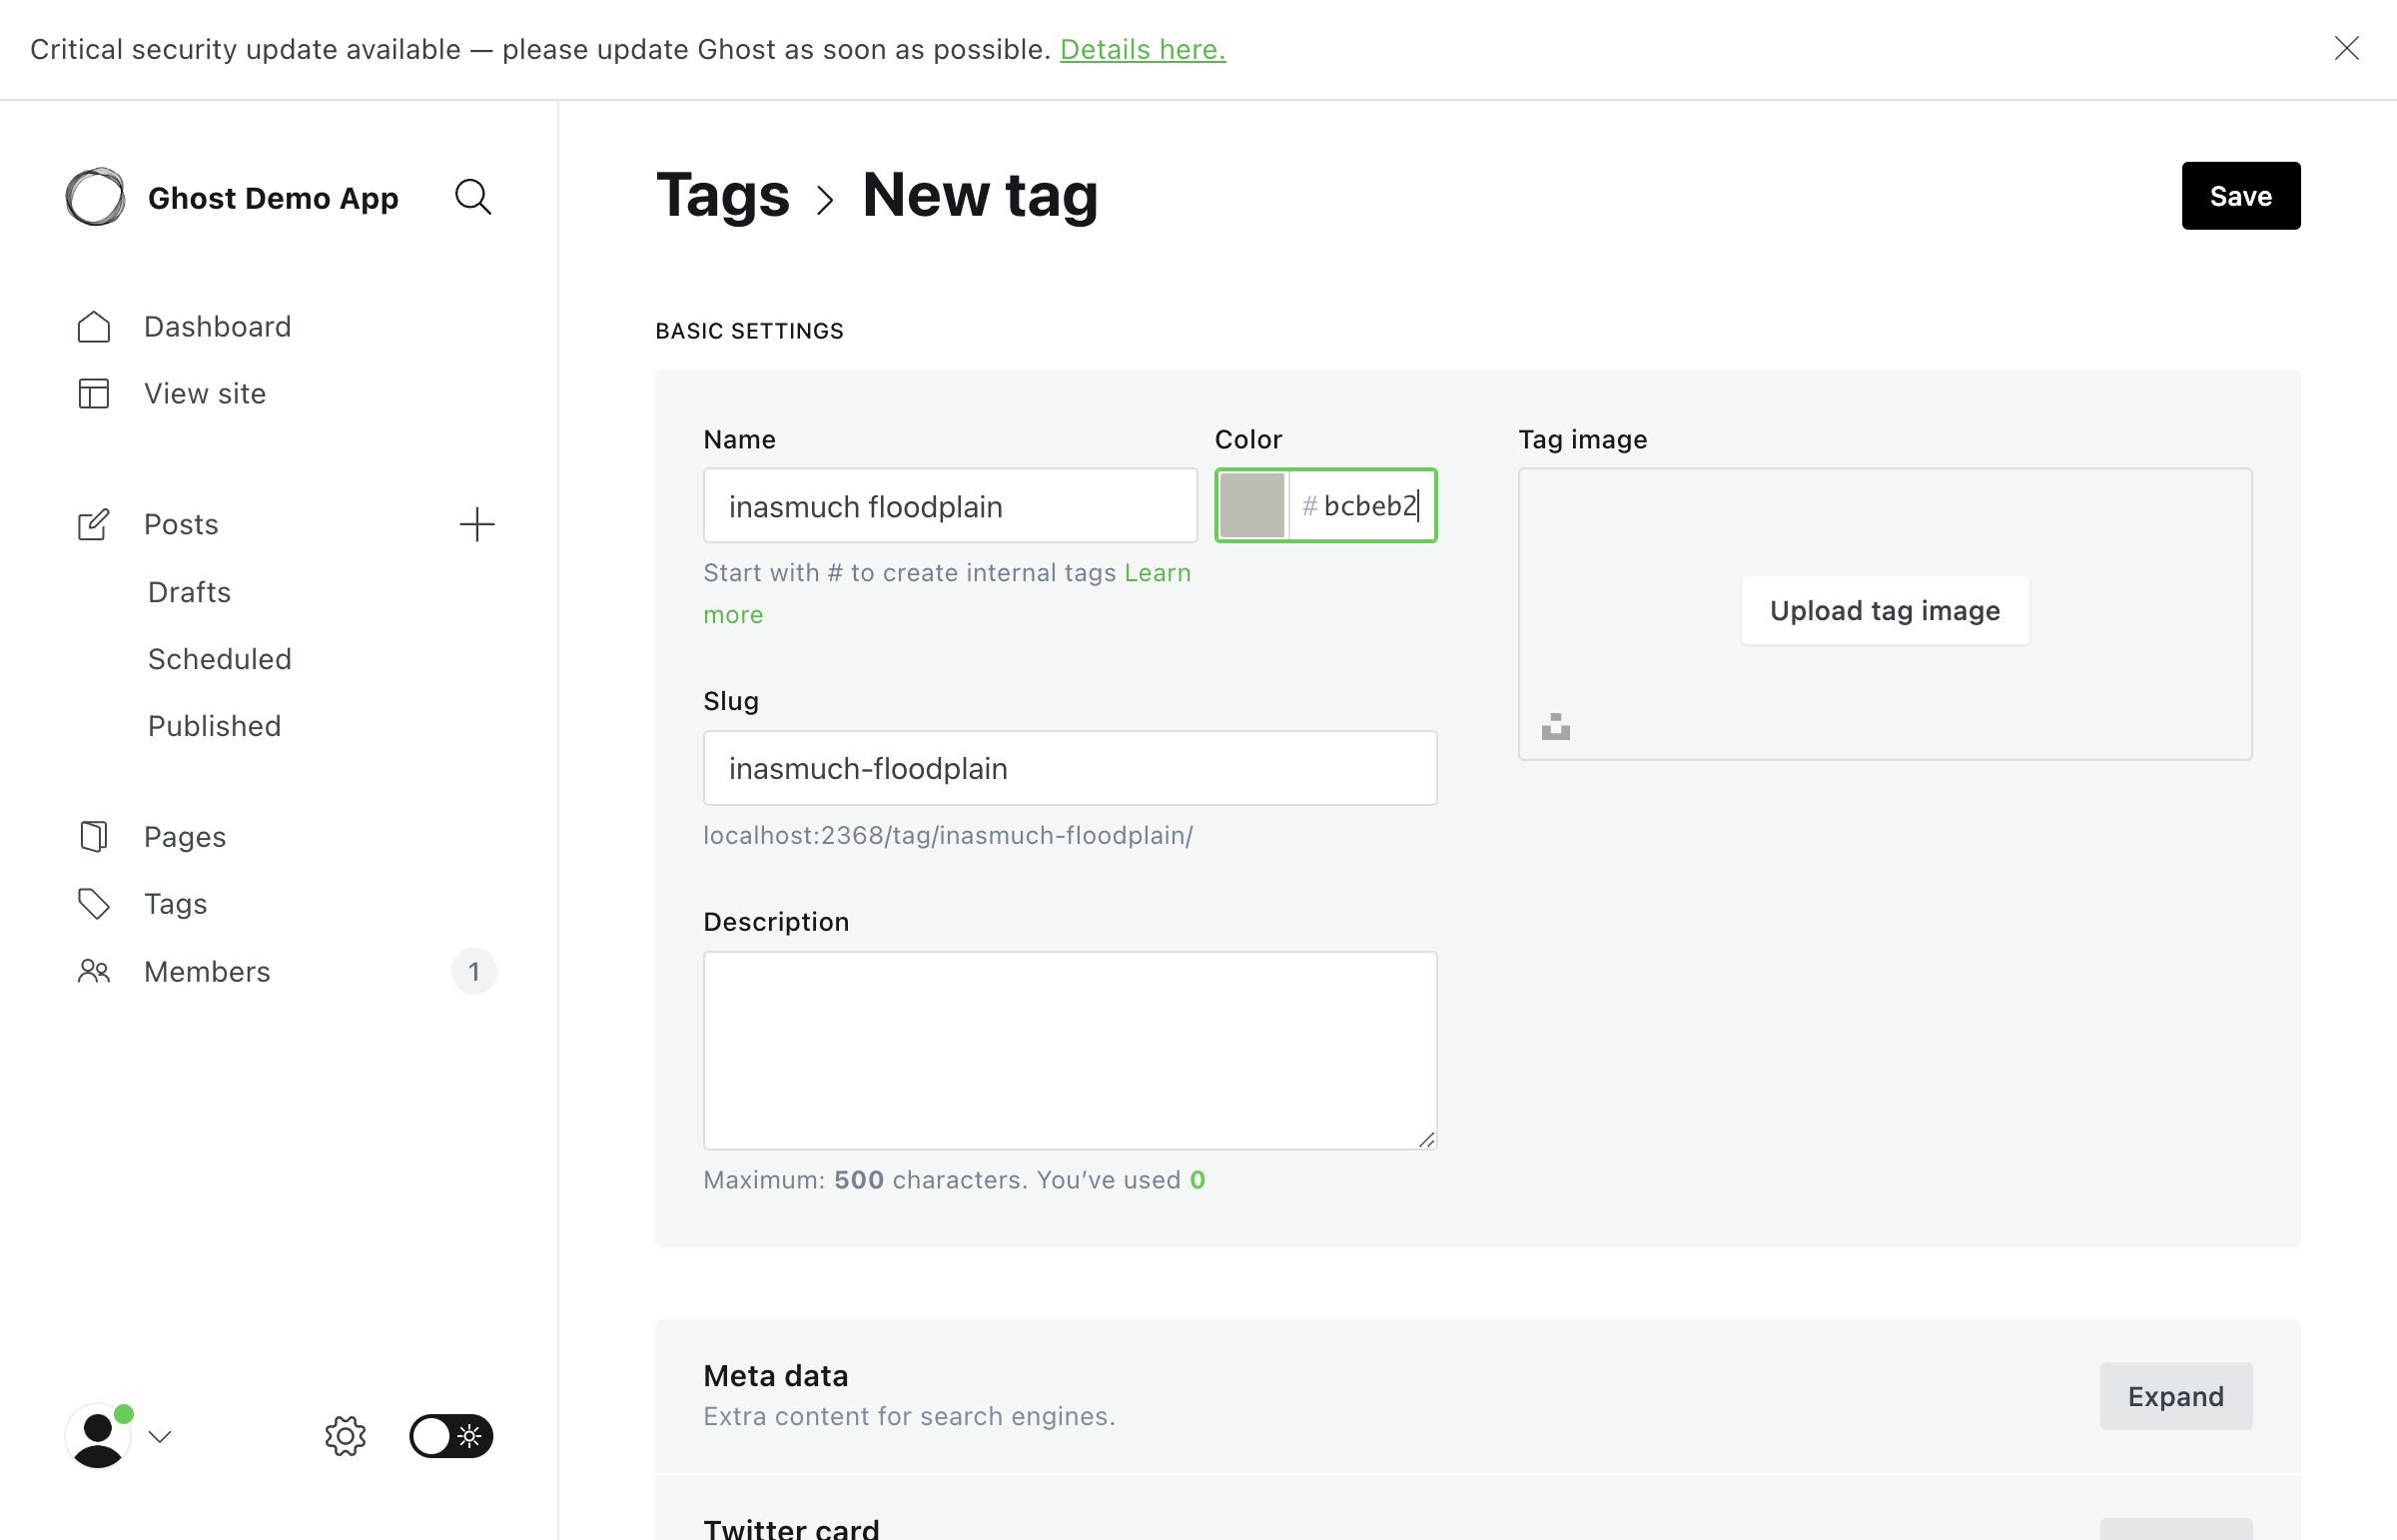 Critical security update available — please update Ghost as soon as possible. Details here.
Ghost Demo App
Dashboard
View site
Posts
Drafts
Scheduled
Published
Pages
Tags
Members 1
Tags > New tag
Save
BASIC SETTINGS
Name
inasmuch floodplain
Start with # to create internal tags Learn
more
Color
# bcbeb2
Slug
inasmuch-floodplain
localhost:2368/tag/inasmuch-floodplain/
Description
Maximum: 500 characters. You’ve used 0
Tag image
Upload tag image
Meta data
Extra content for search engines.
Expand
Twitter card